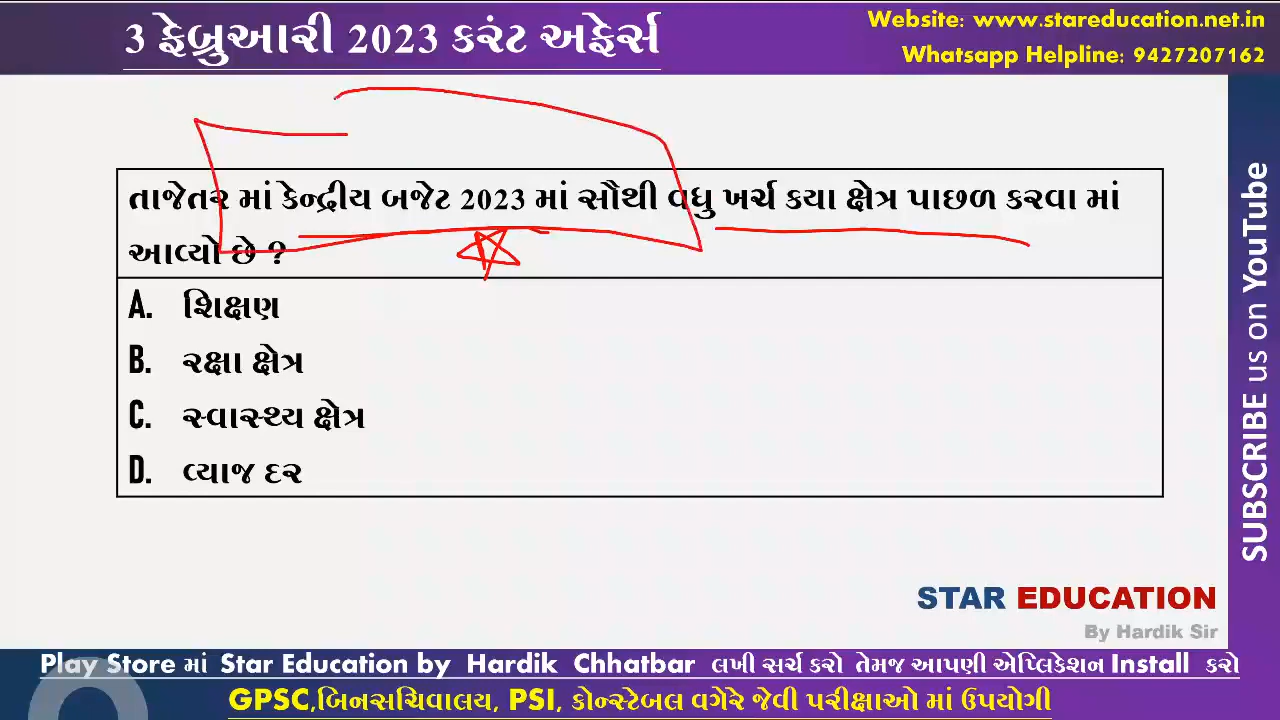 3 ફેબ્રુઆરી 2023 કરંટ અફેર્સ
Website: www.stareducation.net.in
Whatsapp Helpline: 9427207162
તાજેતર માં કેન્દ્રીય બજેટ 2023 માં સૌથી વધુ ખર્ચ કયા ક્ષેત્ર પાછળ કરવા માં
આવ્યો છે ?
A. શિક્ષણ
B. રક્ષા ક્ષેત્ર
C. સ્વાસ્થ્ય ક્ષેત્ર
D. વ્યાજ દર
SUBSCRIBE us on YouTube
STAR EDUCATION
By Hardik Sir
Play Store માં Star Education by Hardik Chhatbar લખી સર્ચ કરો તેમજ આપણી એપ્લિકેશન Install કરો
GPSC,બિનસચિવાલય, PSI, કોન્સ્ટેબલ વગેરે જેવી પરીક્ષાઓ માં ઉપયોગી